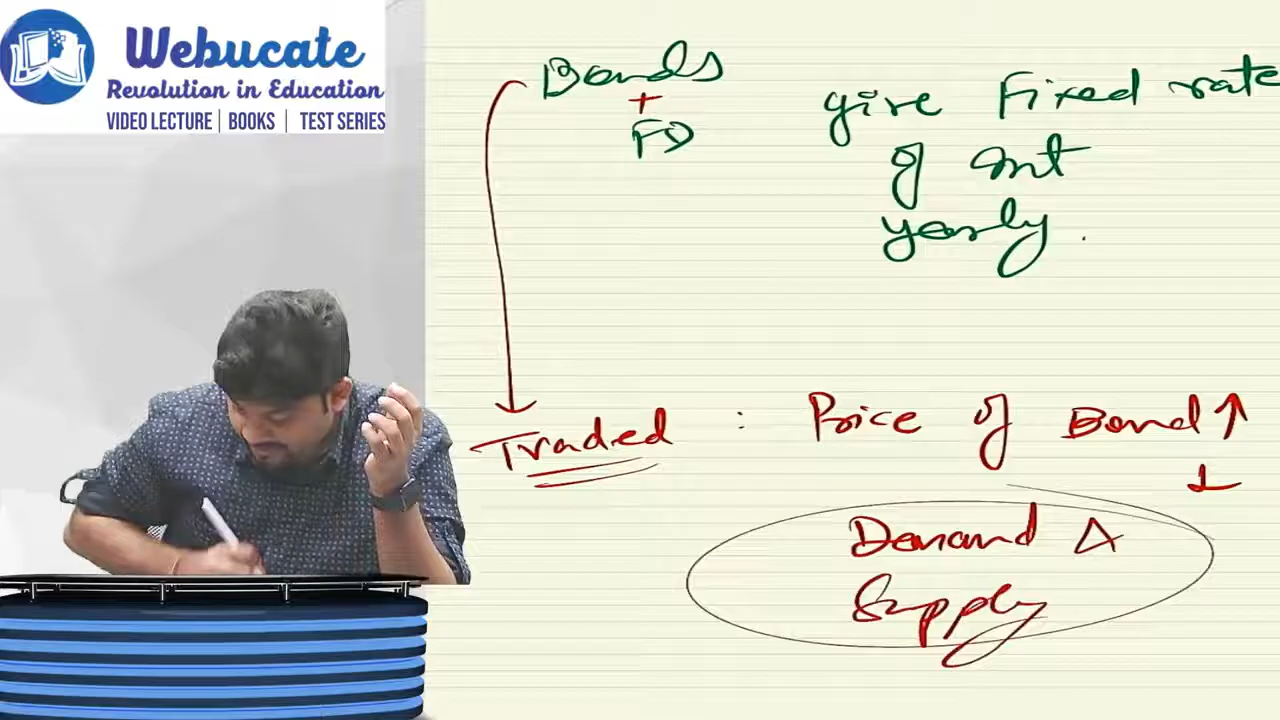 Webucate
Revolution in Education
VIDEO LECTURE | BOOKS | TEST SERIES
Bonds
+
FD
give Fixed rate
of Int
yearly.
Traded : Price of Bond ↑
↓
Demand &
Supply